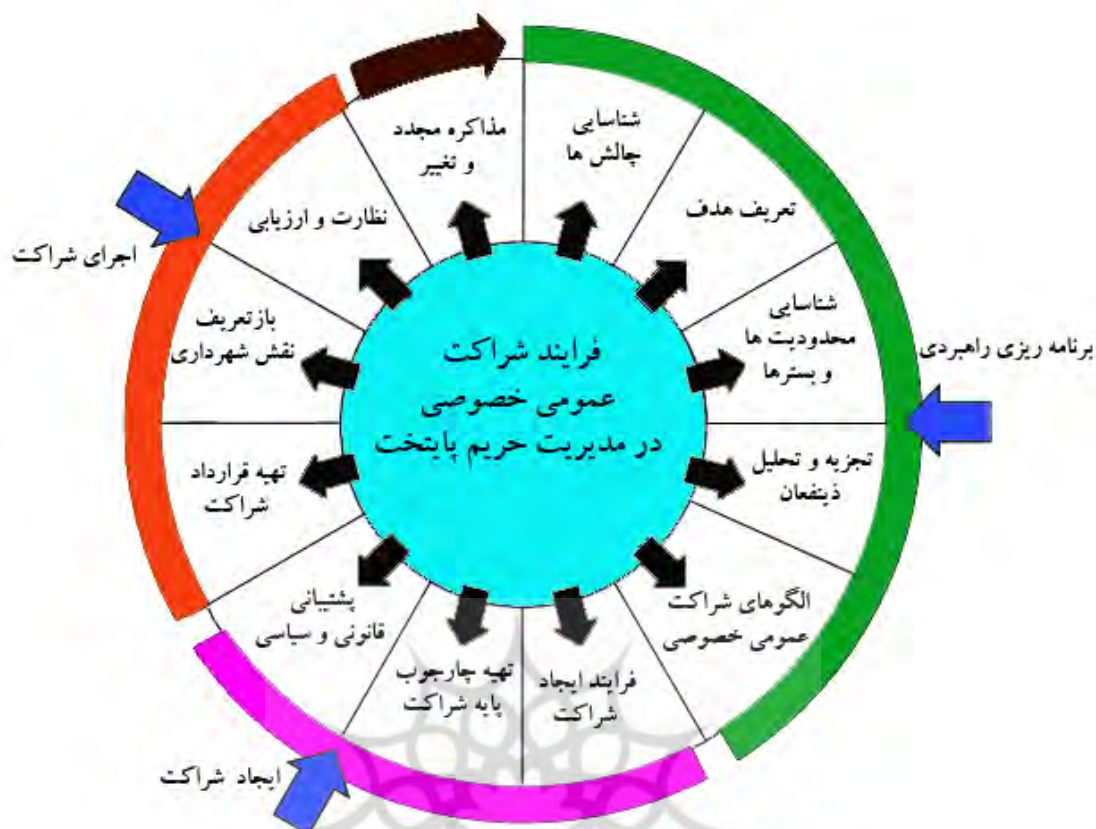 شناسایی
چالش ها
تعریف هدف
شناسایی
محدودیت ها
و بسترها
تجزیه و تحلیل
ذینفعان
الگوهای شراکت
عمومی خصوصی
فرایند ایجاد
شراکت
تهیه چارجوب
پایه شراکت
پشتیبانی
قانونی و سیاسی
تهیه قرارداد
شراکت
بازتعریف
نقش شهرداری
نظارت و ارزیابی
مذاکره مجدد
و تغییر
فرایند شراکت
عمومی خصوصی
در مدیریت حریم پایتخت
برنامه ریزی راهبردی
ایجاد شراکت
اجرای شراکت